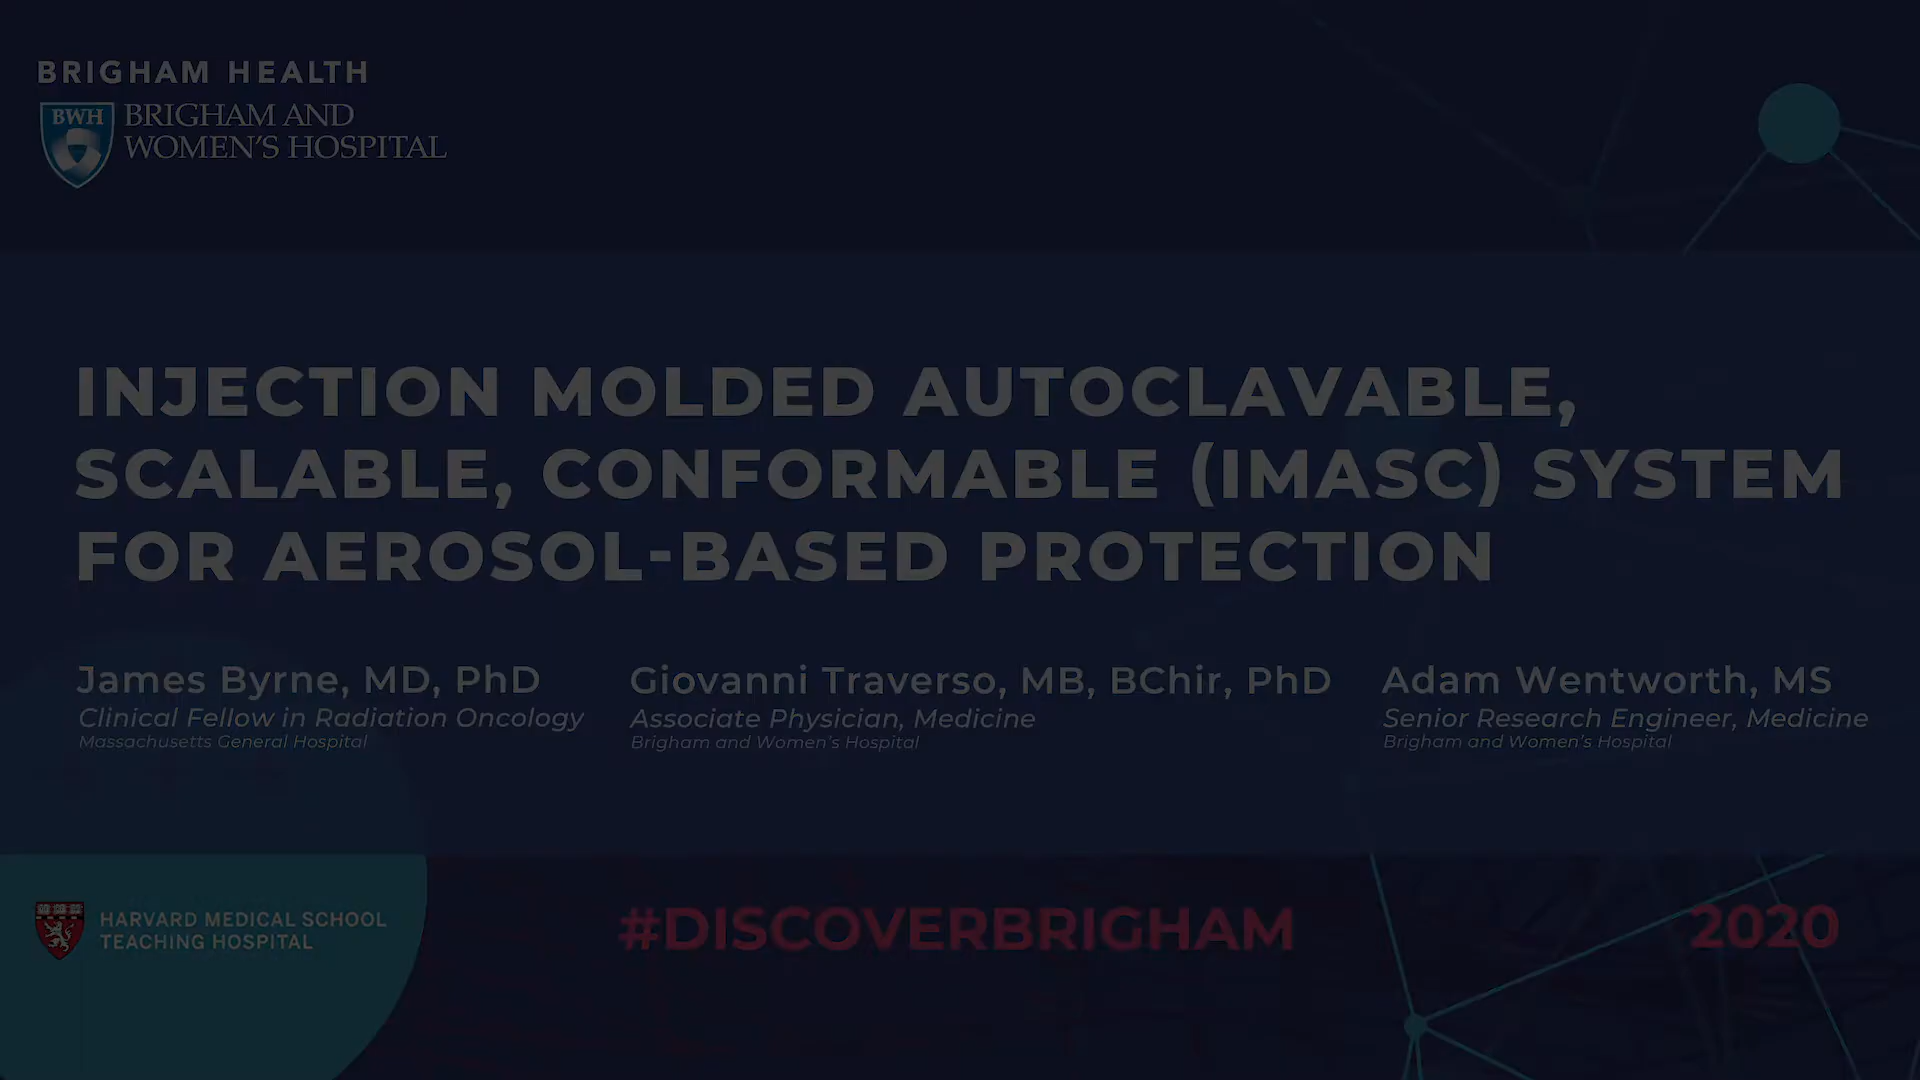 BRIGHAM HEALTH
BWH
BRIGHAM AND
WOMEN'S HOSPITAL
INJECTION MOLDED AUTOCLAVABLE,
SCALABLE, CONFORMABLE (IMASC) SYSTEM
FOR AEROSOL-BASED PROTECTION
James Byrne, MD, PhD
Clinical Fellow in Radiation Oncology
Massachusetts General Hospital
Giovanni Traverso, MB, BChir, PhD
Associate Physician, Medicine
Brigham and Women's Hospital
Adam Wentworth, MS
Senior Research Engineer, Medicine
Brigham and Women's Hospital
HARVARD MEDICAL SCHOOL
TEACHING HOSPITAL
#DISCOVERBRIGHAM
2020